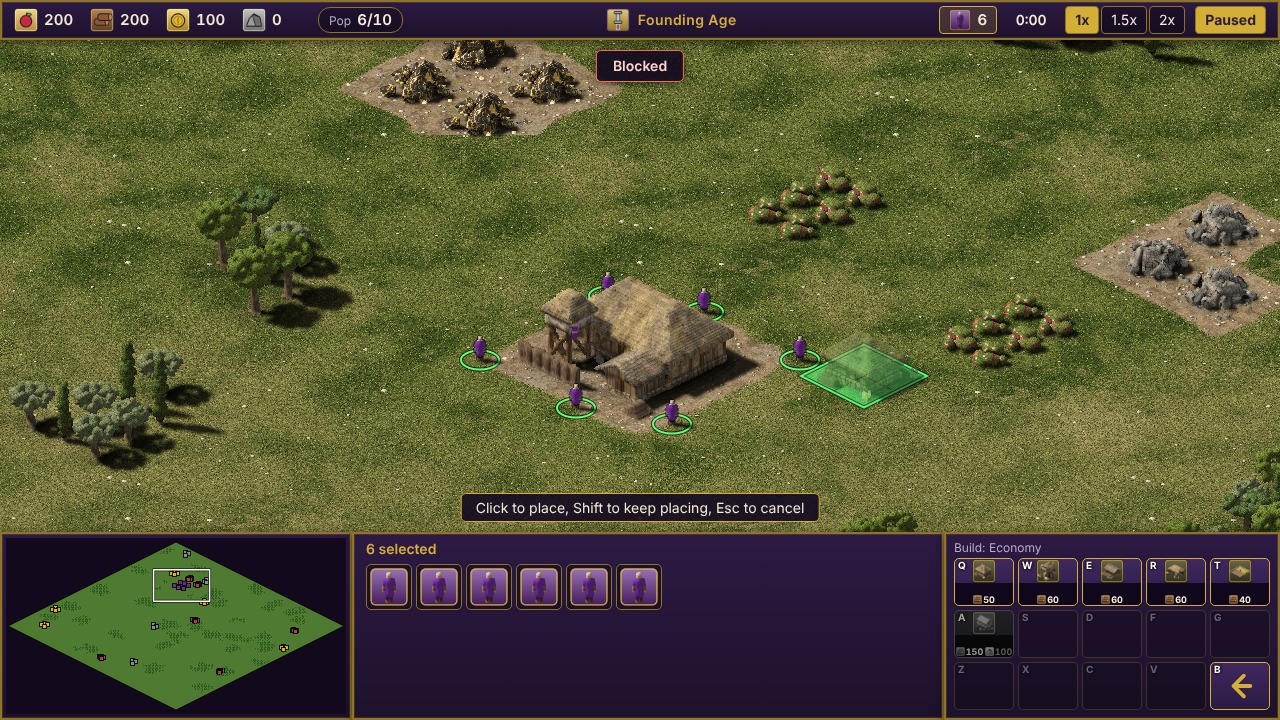 200 200 100 0 Pop 6/10 Founding Age 6 0:00 1x 1.5x 2x Paused
Blocked
Click to place, Shift to keep placing, Esc to cancel
6 selected
Build: Economy
Q W E R T
50 60 60 60 40
A S D F G
150 100
Z X C V B